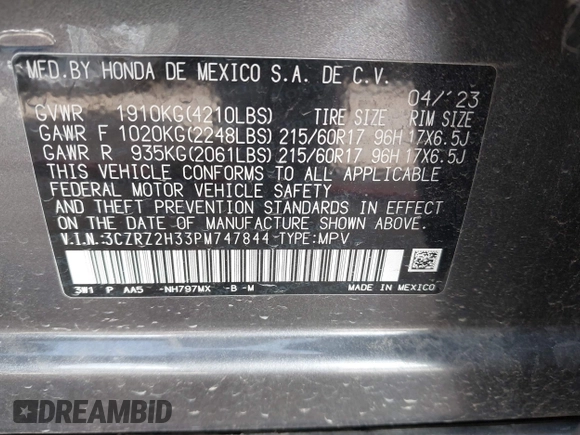 MFD.BY HONDA DE MEXICO S.A. DE C.V.
04/'23
GVWR 1910KG(4210LBS) TIRE SIZE RIM SIZE
GAWR F 1020KG(2248LBS) 215/60R17 96H 17X6.5J
GAWR R 935KG(2061LBS) 215/60R17 96H 17X6.5J
THIS VEHICLE CONFORMS TO ALL APPLICABLE
FEDERAL MOTOR VEHICLE SAFETY
AND THEFT PREVENTION STANDARDS IN EFFECT
ON THE DATE OF MANUFACTURE SHOWN ABOVE.
V.I.N.:3CZRZ2H33PM747844 TYPE:MPV
3W1 P AA5 -NH797MX -B -M
MADE IN MEXICO
DREAMBID